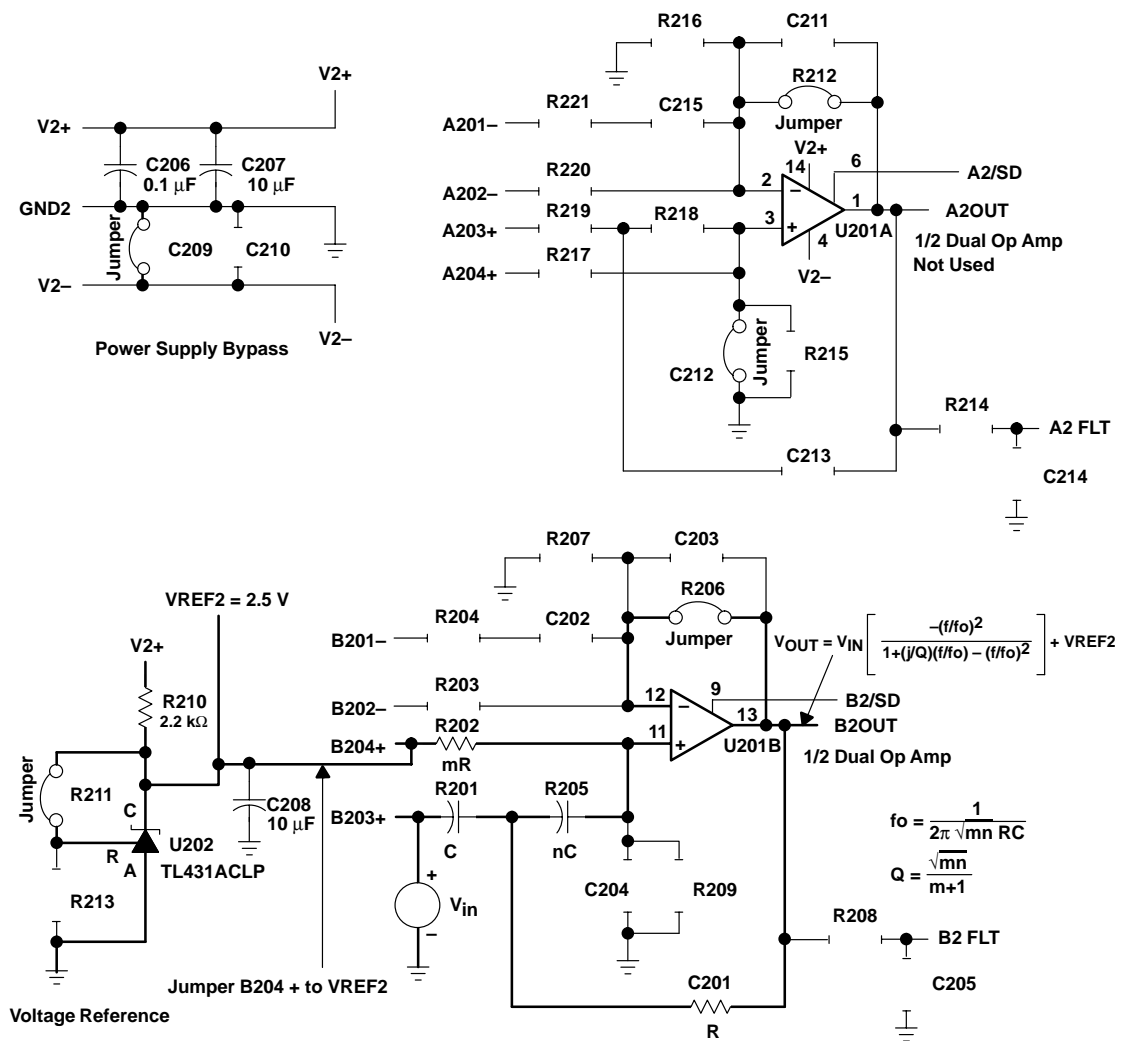 V2+
V2+
C206
0.1 μF
C207
10 μF
GND2
Jumper
C209
C210
V2–
V2–
Power Supply Bypass
R216
C211
R212
Jumper
R221
C215
A201–
V2+
14
6
A2/SD
R220
A202–
2
–
1
A2OUT
R219
R218
A203+
3
+
U201A
4
1/2 Dual Op Amp
Not Used
R217
A204+
V2–
Jumper
C212
R215
R214
A2 FLT
C213
C214
R207
C203
VREF2 = 2.5 V
R206
R204
C202
Jumper
B201–
VOUT = VIN [ –(f/fo)2 / 1+(j/Q)(f/fo) – (f/fo)2 ] + VREF2
V2+
R210
2.2 kΩ
R203
B202–
12
–
9
B2/SD
13
B2OUT
R202
B204+
mR
11
+
U201B
1/2 Dual Op Amp
Jumper
R211
C
C208
10 μF
R201
R205
B203+
C
nC
U202
R
A
TL431ACLP
fo = 1 / 2π √mn RC
Q = √mn / m+1
R213
+
Vin
–
C204
R209
R208
B2 FLT
Jumper B204 + to VREF2
C201
R
C205
Voltage Reference